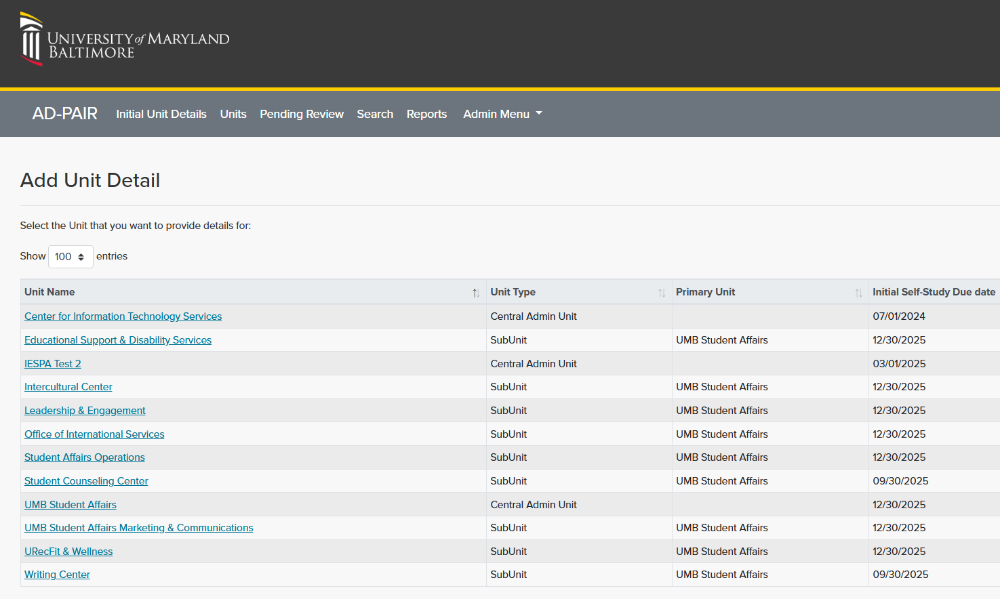 UNIVERSITY of MARYLAND
BALTIMORE
AD-PAIR Initial Unit Details Units Pending Review Search Reports Admin Menu
Add Unit Detail
Select the Unit that you want to provide details for:
Show 100 entries
Unit Name Unit Type Primary Unit Initial Self-Study Due date
Center for Information Technology Services Central Admin Unit 07/01/2024
Educational Support & Disability Services SubUnit UMB Student Affairs 12/30/2025
IESPA Test 2 Central Admin Unit 03/01/2025
Intercultural Center SubUnit UMB Student Affairs 12/30/2025
Leadership & Engagement SubUnit UMB Student Affairs 12/30/2025
Office of International Services SubUnit UMB Student Affairs 12/30/2025
Student Affairs Operations SubUnit UMB Student Affairs 12/30/2025
Student Counseling Center SubUnit UMB Student Affairs 09/30/2025
UMB Student Affairs Central Admin Unit 12/30/2025
UMB Student Affairs Marketing & Communications SubUnit UMB Student Affairs 12/30/2025
URecFit & Wellness SubUnit UMB Student Affairs 12/30/2025
Writing Center SubUnit UMB Student Affairs 09/30/2025